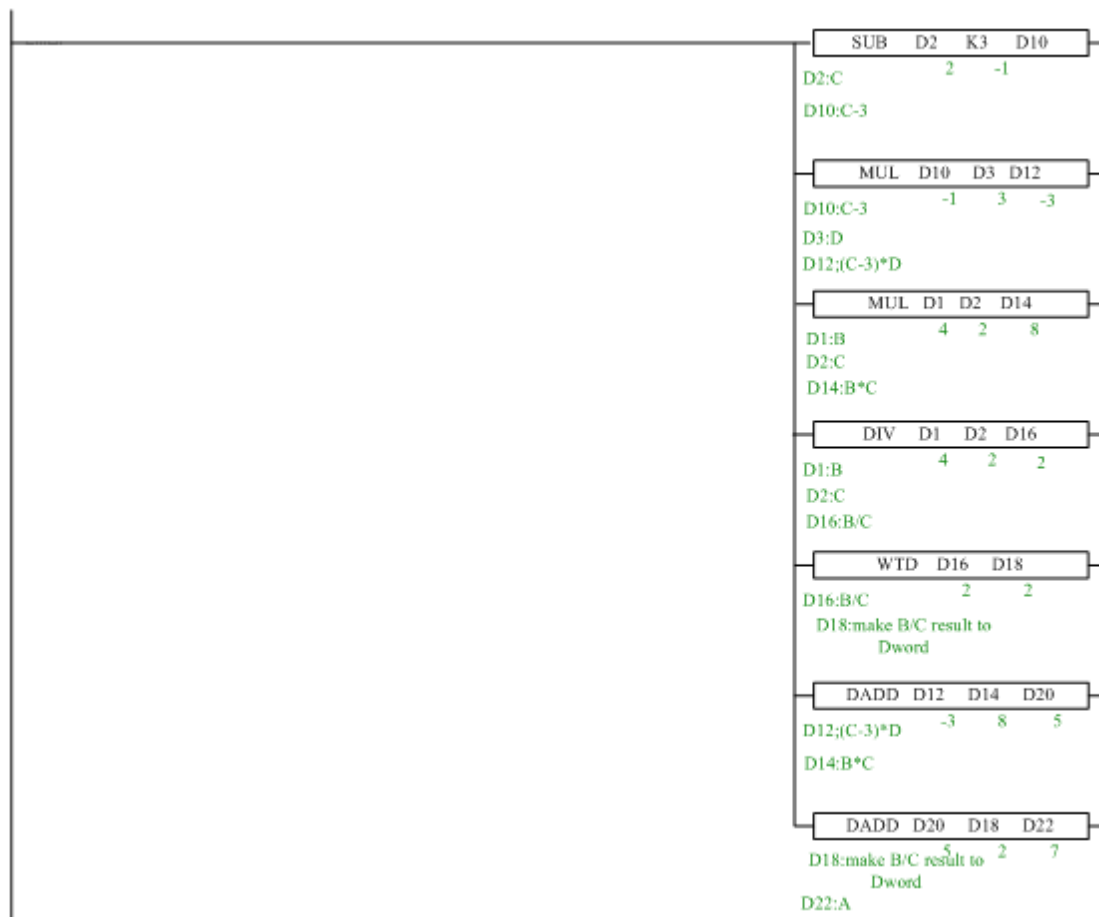 SUB D2 K3 D10
2 -1
D2:C
D10:C-3
MUL D10 D3 D12
-1 3 -3
D10:C-3
D3:D
D12;(C-3)*D
MUL D1 D2 D14
4 2 8
D1:B
D2:C
D14:B*C
DIV D1 D2 D16
4 2 2
D1:B
D2:C
D16:B/C
WTD D16 D18
2 2
D16:B/C
D18:make B/C result to
Dword
DADD D12 D14 D20
-3 8 5
D12;(C-3)*D
D14:B*C
DADD D20 D18 D22
5 2 7
D18:make B/C result to
Dword
D22:A